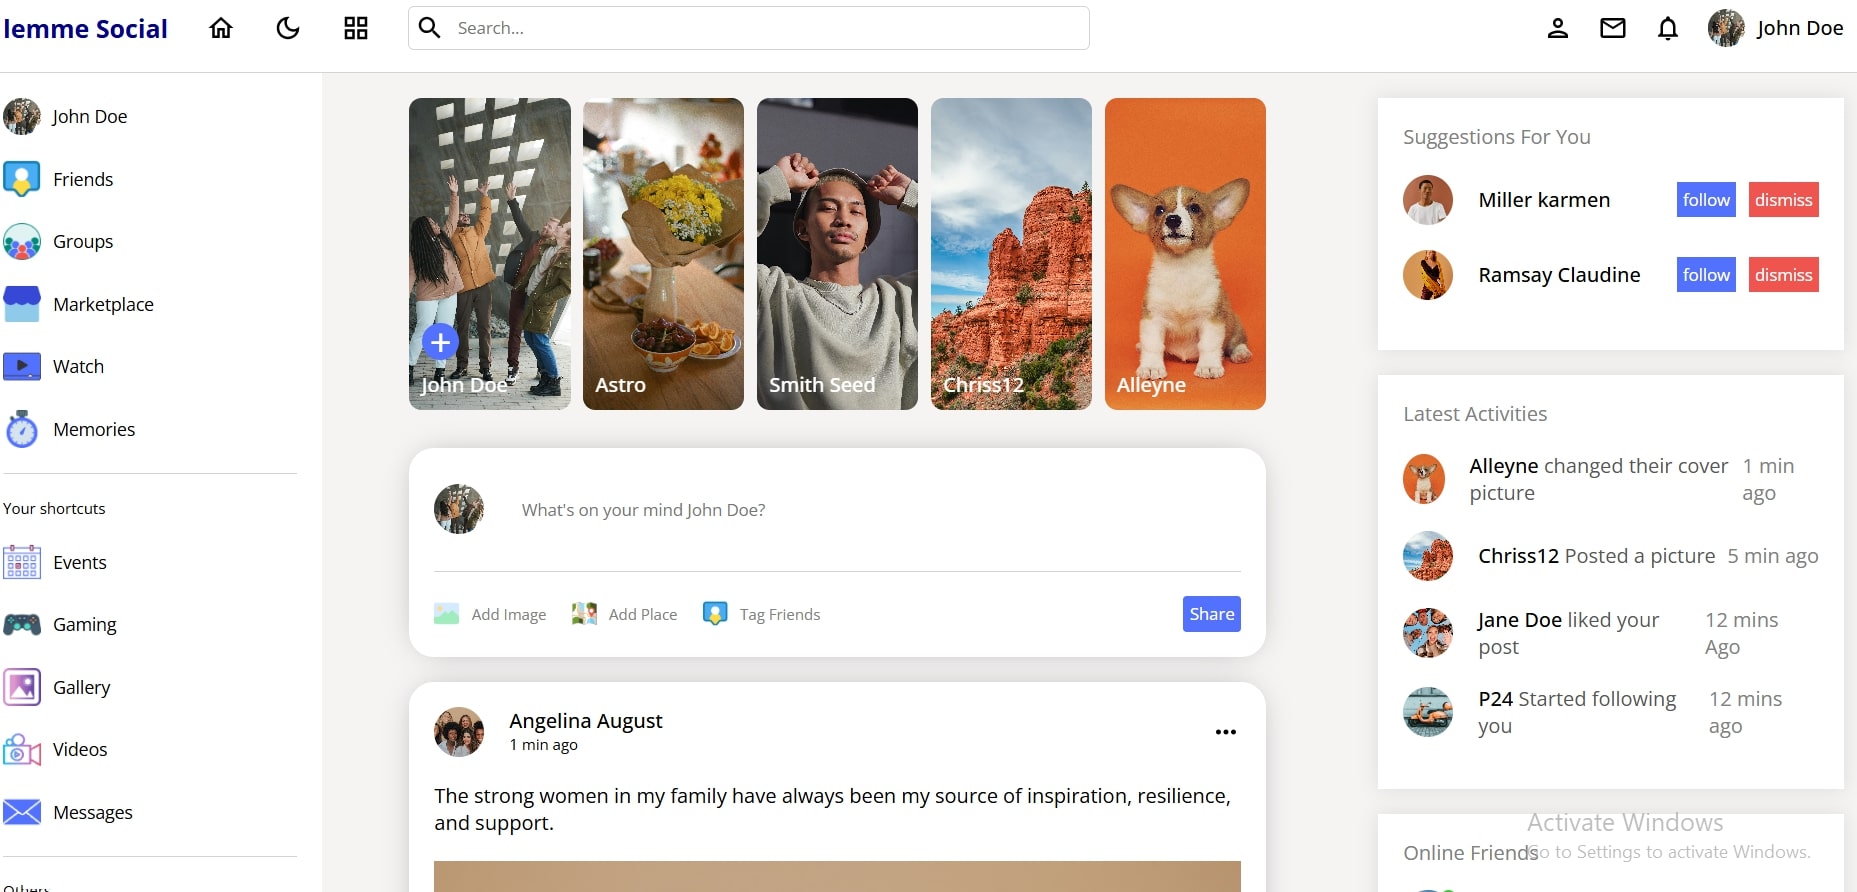 lemme Social
Search...
John Doe
John Doe
Friends
Groups
Marketplace
Watch
Memories
Your shortcuts
Events
Gaming
Gallery
Videos
Messages
Others
John Doe
Astro
Smith Seed
Chriss12
Alleyne
What's on your mind John Doe?
Add Image
Add Place
Tag Friends
Share
Angelina August
1 min ago
The strong women in my family have always been my source of inspiration, resilience,
and support.
Suggestions For You
Miller karmen
follow
dismiss
Ramsay Claudine
follow
dismiss
Latest Activities
Alleyne changed their cover
picture
1 min
ago
Chriss12 Posted a picture
5 min ago
Jane Doe liked your
post
12 mins
Ago
P24 Started following
you
12 mins
ago
Activate Windows
Go to Settings to activate Windows.
Online Friends